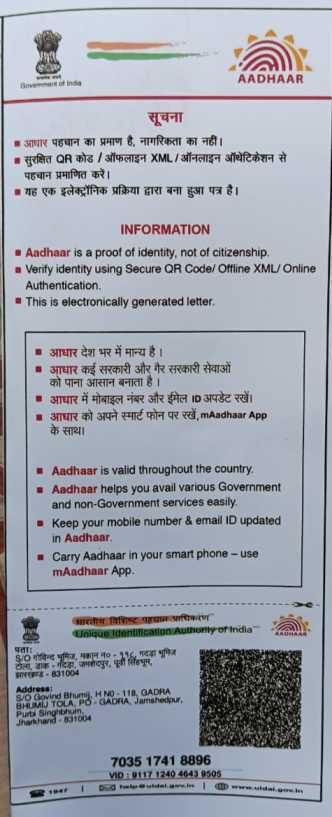 सत्यमेव जयते
Government of India
AADHAAR
सूचना
आधार पहचान का प्रमाण है, नागरिकता का नहीं।
सुरक्षित QR कोड / ऑफलाइन XML / ऑनलाइन ऑथेंटिकेशन से
पहचान प्रमाणित करें।
यह एक इलेक्ट्रॉनिक प्रक्रिया द्वारा बना हुआ पत्र है।
INFORMATION
Aadhaar is a proof of identity, not of citizenship.
Verify identity using Secure QR Code/ Offline XML/ Online
Authentication.
This is electronically generated letter.
आधार देश भर में मान्य है ।
आधार कई सरकारी और गैर सरकारी सेवाओं
को पाना आसान बनाता है ।
आधार में मोबाइल नंबर और ईमेल ID अपडेट रखें।
आधार को अपने स्मार्ट फोन पर रखें, mAadhaar App
के साथ।
Aadhaar is valid throughout the country.
Aadhaar helps you avail various Government
and non-Government services easily.
Keep your mobile number & email ID updated
in Aadhaar.
Carry Aadhaar in your smart phone – use
mAadhaar App.
भारतीय विशिष्ट पहचान प्राधिकरण
Unique Identification Authority of India
AADHAAR
पता:
S/O गोविन्द भूमिज, मकान न० - ११८, गदड़ा भूमिज
टोला, डाक - गदड़ा, जमशेदपुर, पूर्वी सिंहभूम,
झारखण्ड - 831004
Address:
S/O Govind Bhumij, H NO - 118, GADRA
BHUMIJ TOLA, PO - GADRA, Jamshedpur,
Purbi Singhbhum,
Jharkhand - 831004
7035 1741 8896
VID : 9117 1240 4643 9505
1947 | help@uidai.gov.in | www.uidai.gov.in